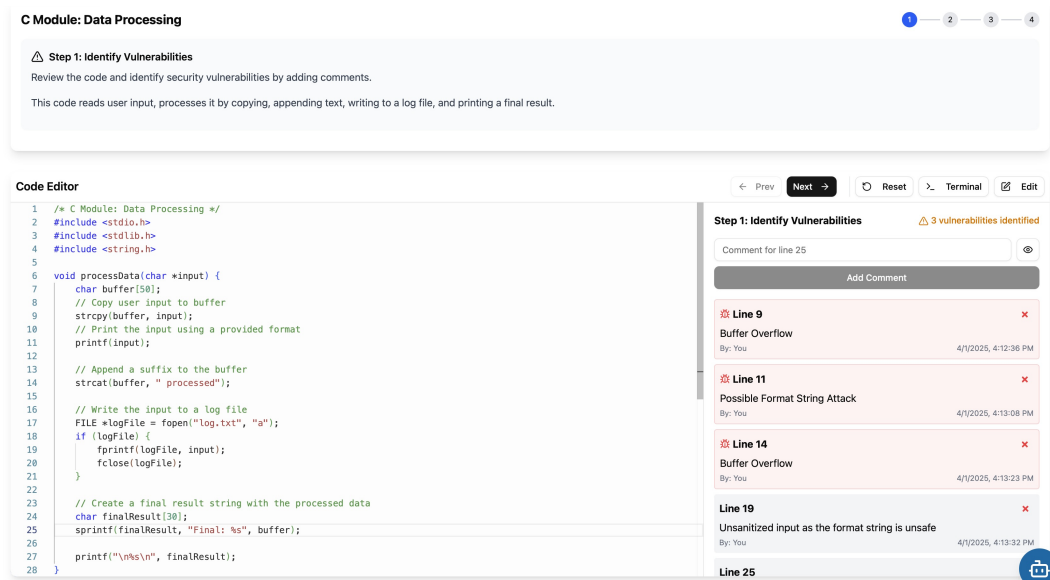 C Module: Data Processing
1 2 3 4
Step 1: Identify Vulnerabilities
Review the code and identify security vulnerabilities by adding comments.
This code reads user input, processes it by copying, appending text, writing to a log file, and printing a final result.
Code Editor
Prev Next Reset Terminal Edit
1 /* C Module: Data Processing */
2 #include <stdio.h>
3 #include <stdlib.h>
4 #include <string.h>
5
6 void processData(char *input) {
7     char buffer[50];
8     // Copy user input to buffer
9     strcpy(buffer, input);
10     // Print the input using a provided format
11     printf(input);
12
13     // Append a suffix to the buffer
14     strcat(buffer, " processed");
15
16     // Write the input to a log file
17     FILE *logFile = fopen("log.txt", "a");
18     if (logFile) {
19         fprintf(logFile, input);
20         fclose(logFile);
21     }
22
23     // Create a final result string with the processed data
24     char finalResult[30];
25     sprintf(finalResult, "Final: %s", buffer);
26
27     printf("\n%s\n", finalResult);
28 }
Step 1: Identify Vulnerabilities
3 vulnerabilities identified
Comment for line 25
Add Comment
Line 9
Buffer Overflow
By: You 4/1/2025, 4:12:36 PM
Line 11
Possible Format String Attack
By: You 4/1/2025, 4:13:08 PM
Line 14
Buffer Overflow
By: You 4/1/2025, 4:13:23 PM
Line 19
Unsanitized input as the format string is unsafe
By: You 4/1/2025, 4:13:32 PM
Line 25